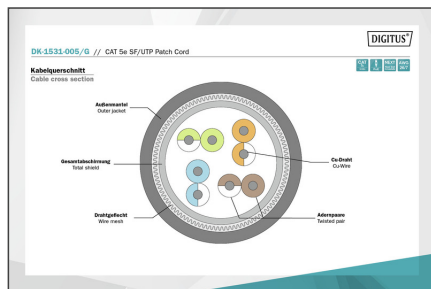 DIGITUS®
DK-1531-005/G // CAT 5e SF/UTP Patch Cord
Kabelquerschnitt
Cable cross section
Außenmantel
Outer jacket
Gesamtabschirmung
Total shield
Drahtgeflecht
Wire mesh
Cu-Draht
Cu-Wire
Adernpaare
Twisted pair